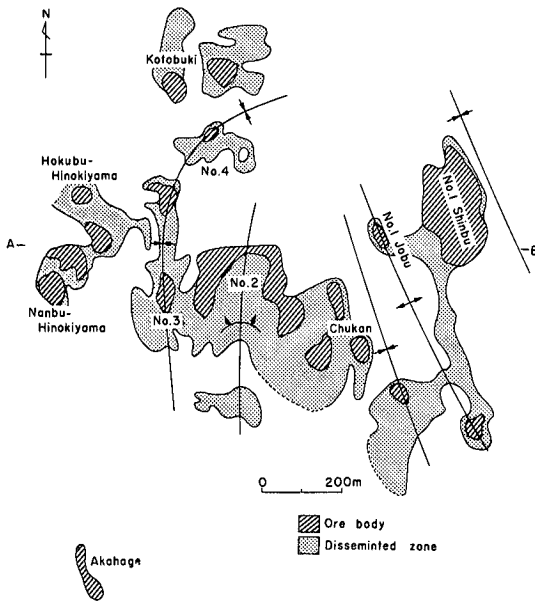 N
Kotobuki
No.4
Hokubu-
Hinokiyama
No.1 Shinbu
No.1 Jobu
A
B
No.2
Nanbu-
Hinokiyama
No.3
Chukan
0 200m
Ore body
Disseminted zone
Akahage